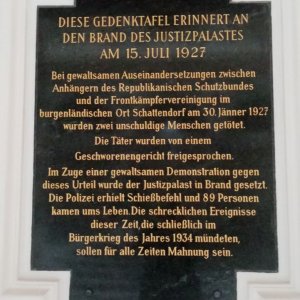 DIESE GEDENKTAFEL ERINNERT AN
DEN BRAND DES JUSTIZPALASTES
AM 15. JULI 1927
Bei gewaltsamen Auseinandersetzungen zwischen
Anhängern des Republikanischen Schutzbundes
und der Frontkämpfervereinigung im
burgenländischen Ort Schattendorf am 30. Jänner 1927
wurden zwei unschuldige Menschen getötet.
Die Täter wurden von einem
Geschworenengericht freigesprochen.
Im Zuge einer gewaltsamen Demonstration gegen
dieses Urteil wurde der Justizpalast in Brand gesetzt.
Die Polizei erhielt Schießbefehl und 89 Personen
kamen ums Leben. Die schrecklichen Ereignisse
dieser Zeit, die schließlich im
Bürgerkrieg des Jahres 1934 mündeten,
sollen für alle Zeiten Mahnung sein.